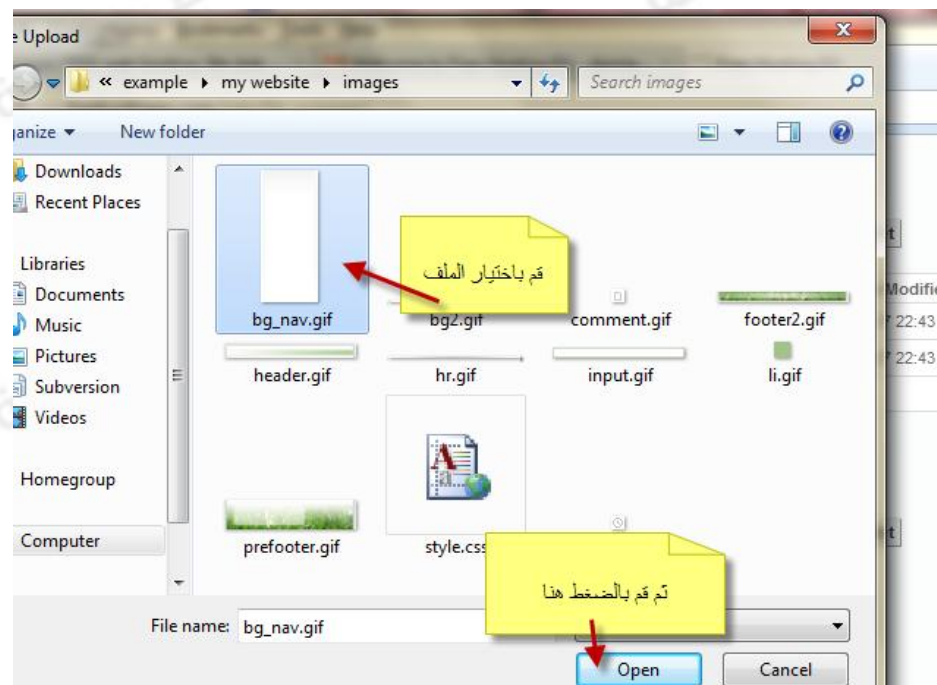 e Upload
« example ▸ my website ▸ images
Search images
ganize ▾ New folder
Downloads
Recent Places
Libraries
Documents
Music
Pictures
Subversion
Videos
Homegroup
Computer
قم باختيار الملف
bg_nav.gif bg2.gif comment.gif footer2.gif
header.gif hr.gif input.gif li.gif
prefooter.gif style.css
ثم قم بالضغط هنا
File name: bg_nav.gif
Open Cancel
t
Modifie
22:43
22:43
t